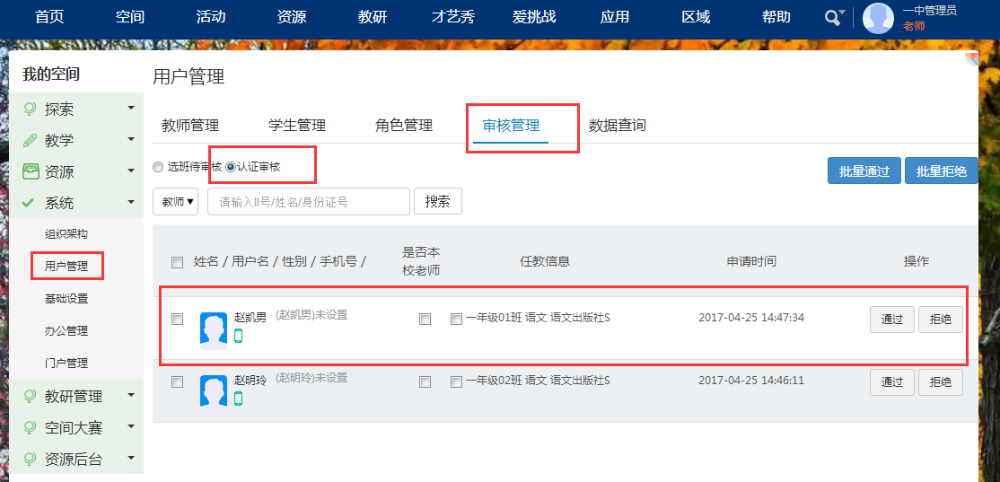 首页 空间 活动 资源 教研 才艺秀 爱挑战 应用 区域 帮助 一中管理员
老师
我的空间
探索
教学
资源
系统
组织架构
用户管理
基础设置
办公管理
门户管理
教研管理
空间大赛
资源后台
用户管理
教师管理 学生管理 角色管理 审核管理 数据查询
选班待审核 认证审核 批量通过 批量拒绝
教师▼ 请输入II号/姓名/身份证号 搜索
姓名 / 用户名 / 性别 / 手机号 / 是否本校老师 任教信息 申请时间 操作
赵凯男 (赵凯男)未设置 一年级01班 语文 语文出版社S 2017-04-25 14:47:34 通过 拒绝
赵明玲 (赵明玲)未设置 一年级02班 语文 语文出版社S 2017-04-25 14:46:11 通过 拒绝